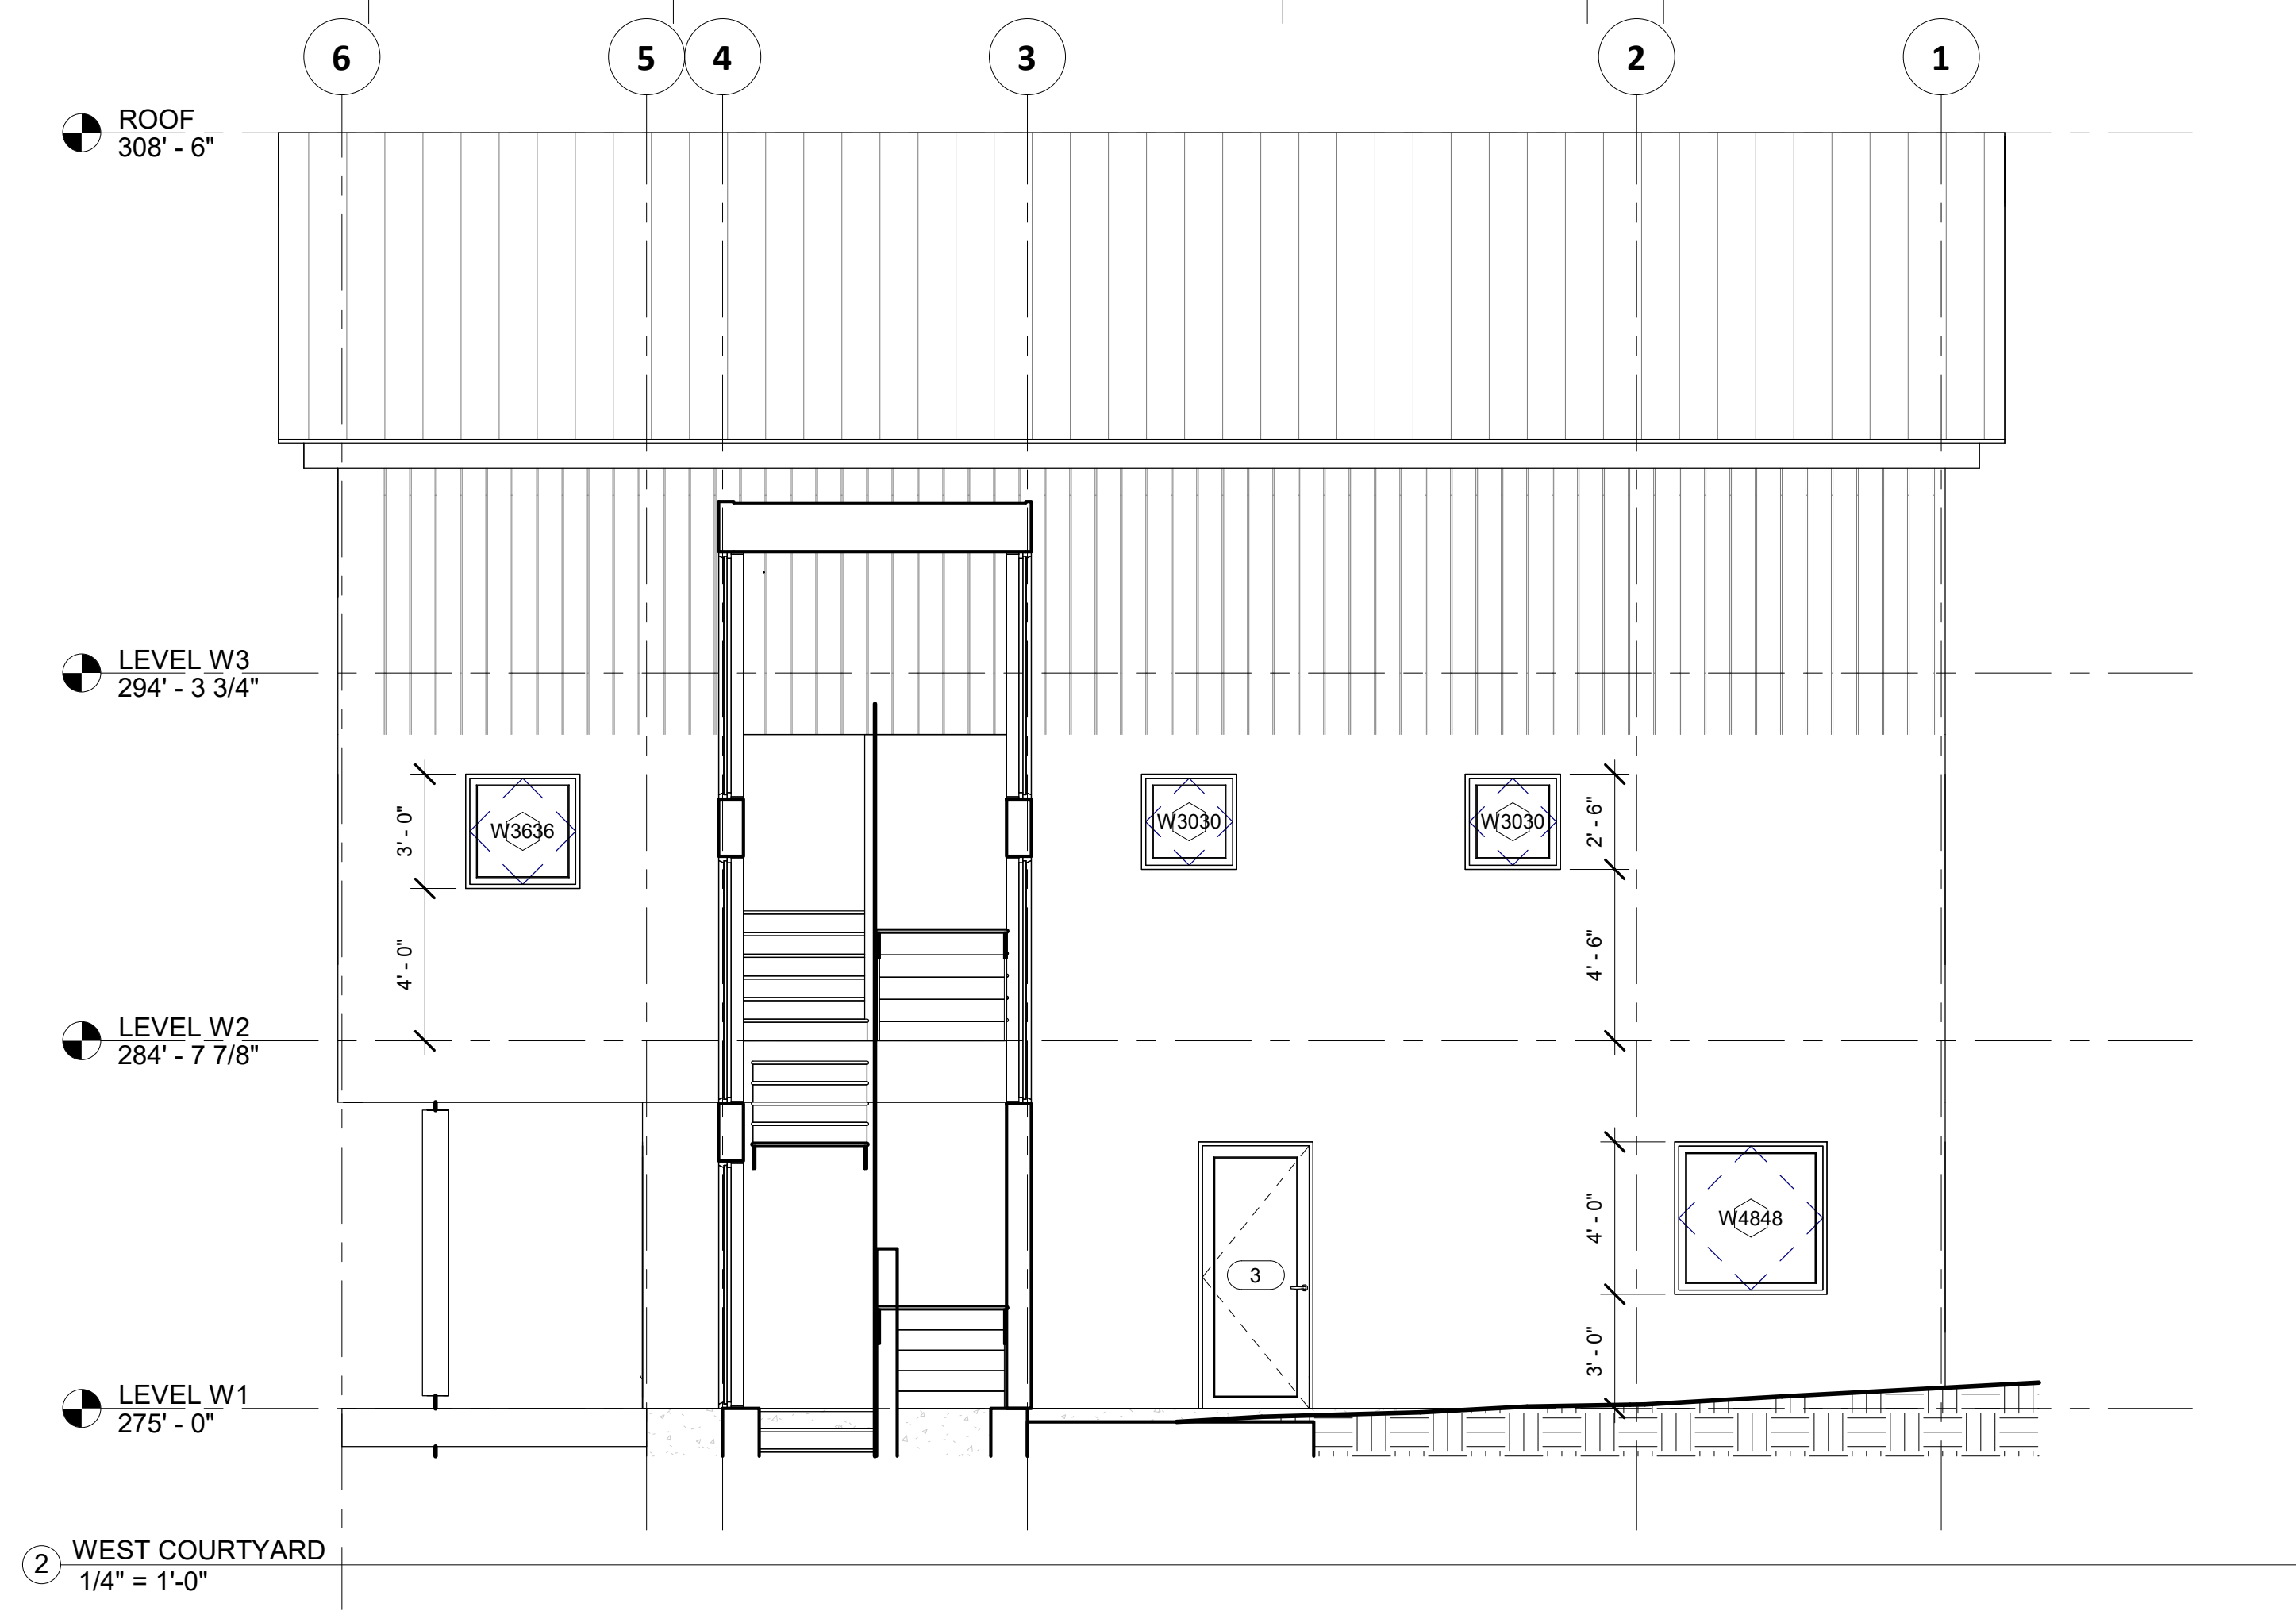 6 5 4 3 2 1
ROOF
308' - 6"
LEVEL W3
294' - 3 3/4"
3' - 0"
W3636
W3030
W3030
2' - 6"
4' - 0"
4' - 6"
LEVEL W2
284' - 7 7/8"
4' - 0"
W4848
3
3' - 0"
LEVEL W1
275' - 0"
2
WEST COURTYARD
1/4" = 1'-0"